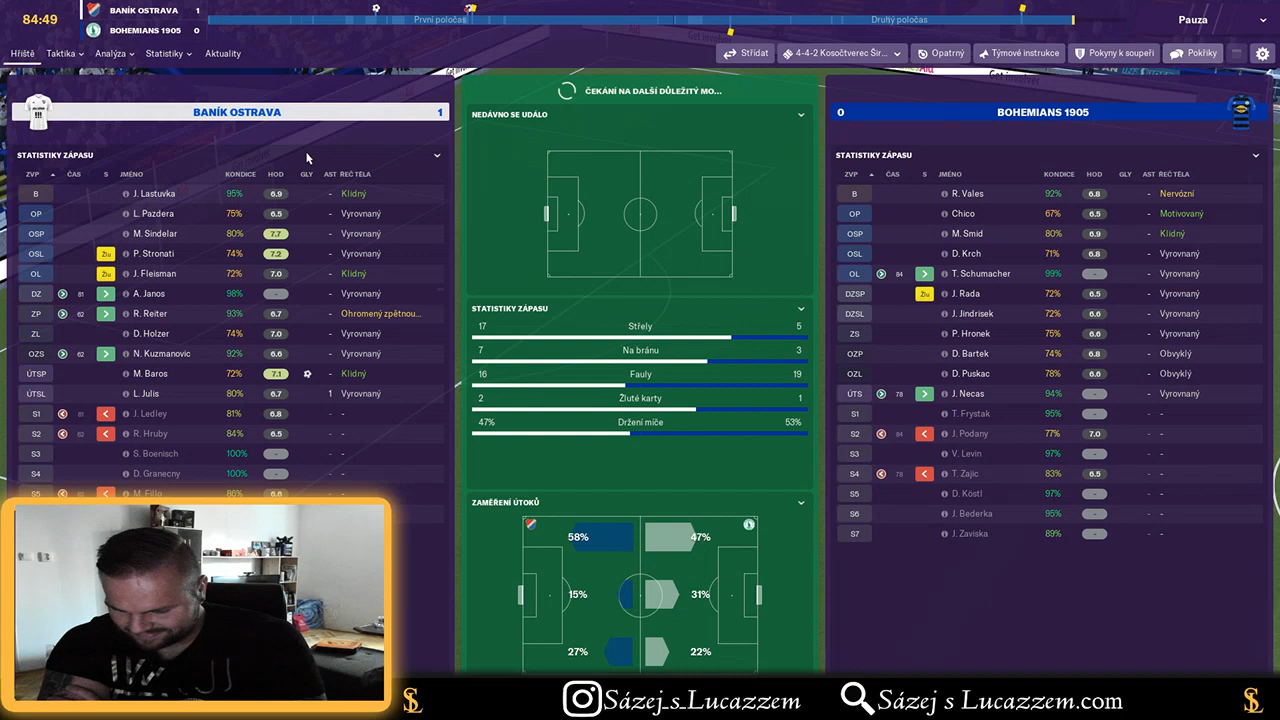 84:49
BANÍK OSTRAVA 1
BOHEMIANS 1905 0
První poločas
Druhý poločas
Pauza
Hřiště
Taktika
Analýza
Statistiky
Aktuality
Střídat
4-4-2 Kosočtverec Šir...
Opatrný
Týmové instrukce
Pokyny k soupeři
Pokřiky
BANÍK OSTRAVA 1
STATISTIKY ZÁPASU
ZVP ČAS S JMÉNO KONDICE HOD GLY AST ŘEČ TĚLA
B J. Lastuvka 95% 6.9 - Klidný
OP L. Pazdera 75% 6.5 - Vyrovnaný
OSP M. Sindelar 80% 7.7 - Vyrovnaný
OSL Žlu P. Stronati 74% 7.2 - Vyrovnaný
OL Žlu J. Fleisman 72% 7.0 - Klidný
DZ 81 A. Janos 98% - - Vyrovnaný
ZP 62 R. Reiter 93% 6.7 - Ohromený zpětnou...
ZL D. Holzer 74% 7.0 - Vyrovnaný
OZS 62 N. Kuzmanovic 92% 6.6 - Vyrovnaný
ÚTSP M. Baros 72% 7.1 - Klidný
ÚTSL L. Julis 80% 6.7 1 Vyrovnaný
S1 81 J. Ledley 81% 6.8 - -
S2 62 R. Hruby 84% 6.5 - -
S3 S. Boenisch 100% - - -
S4 D. Granecny 100% - - -
S5 M. Fillo 86% 6.6 - -
ČEKÁNÍ NA DALŠÍ DŮLEŽITÝ MO...
NEDÁVNO SE UDÁLO
STATISTIKY ZÁPASU
17 Střely 5
7 Na bránu 3
16 Fauly 19
2 Žluté karty 1
47% Držení míče 53%
ZAMĚŘENÍ ÚTOKŮ
58% 47%
15% 31%
27% 22%
0 BOHEMIANS 1905
STATISTIKY ZÁPASU
ZVP ČAS S JMÉNO KONDICE HOD GLY AST ŘEČ TĚLA
B R. Vales 92% 6.8 - Nervózní
OP Chico 67% 6.5 - Motivovaný
OSP M. Smid 80% 6.9 - Klidný
OSL D. Krch 71% 6.8 - Vyrovnaný
OL 84 T. Schumacher 99% - - Vyrovnaný
DZSP Žlu J. Rada 72% 6.5 - Vyrovnaný
DZSL J. Jindrisek 72% 6.6 - Vyrovnaný
ZS P. Hronek 75% 6.6 - Vyrovnaný
OZP D. Bartek 74% 6.8 - Obvyklý
OZL D. Puskac 78% 6.6 - Obvyklý
ÚTS 78 J. Necas 94% - - Vyrovnaný
S1 T. Frystak 95% - - -
S2 84 J. Podany 77% 7.0 - -
S3 V. Levin 97% - - -
S4 78 T. Zajic 83% 6.5 - -
S5 D. Köstl 97% - - -
S6 J. Bederka 95% - - -
S7 J. Zaviska 89% - - -
Sázej_s_Lucazzem
Sázej s Lucazzem.com